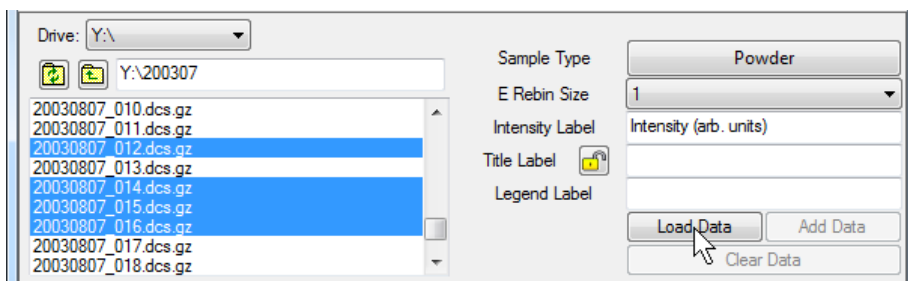 Drive: Y:\
Y:\200307
20030807_010.dcs.gz
20030807_011.dcs.gz
20030807_012.dcs.gz
20030807_013.dcs.gz
20030807_014.dcs.gz
20030807_015.dcs.gz
20030807_016.dcs.gz
20030807_017.dcs.gz
20030807_018.dcs.gz
Sample Type Powder
E Rebin Size 1
Intensity Label Intensity (arb. units)
Title Label
Legend Label
Load Data Add Data
Clear Data